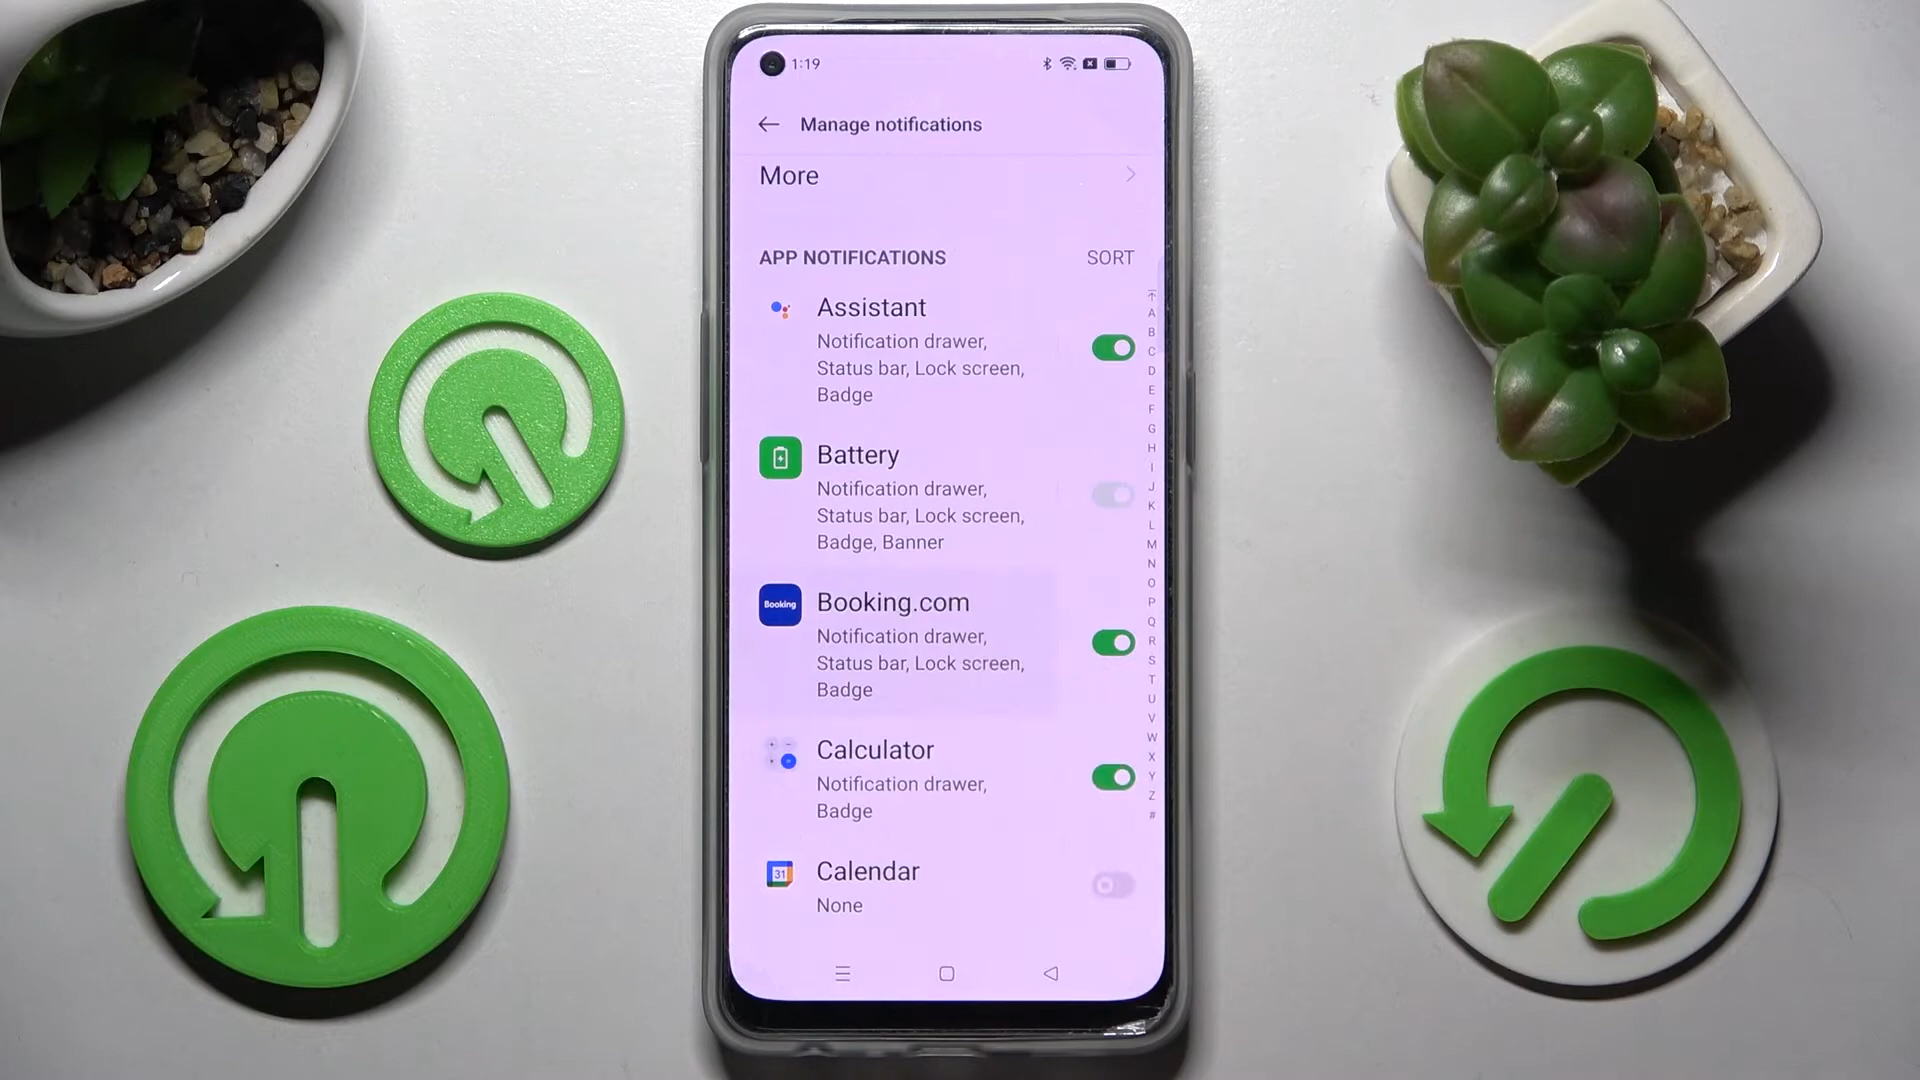 1:19
Manage notifications
More
APP NOTIFICATIONS
SORT
Assistant
Notification drawer,
Status bar, Lock screen,
Badge
Battery
Notification drawer,
Status bar, Lock screen,
Badge, Banner
Booking
Booking.com
Notification drawer,
Status bar, Lock screen,
Badge
Calculator
Notification drawer,
Badge
31
Calendar
None
A
B
C
D
E
F
G
H
I
J
K
L
M
N
O
P
Q
R
S
T
U
V
W
X
Y
Z
#